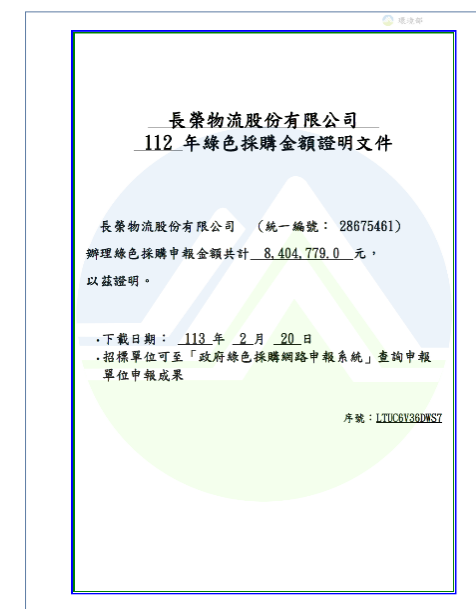 環境部
長榮物流股份有限公司
112 年綠色採購金額證明文件
長榮物流股份有限公司 (統一編號： 28675461)
辦理綠色採購申報金額共計 8,404,779.0 元，
以茲證明。
·下載日期： 113 年 2 月 20 日
·招標單位可至「政府綠色採購網路申報系統」查詢申報
單位申報成果
序號：LTUC6V36DWS7